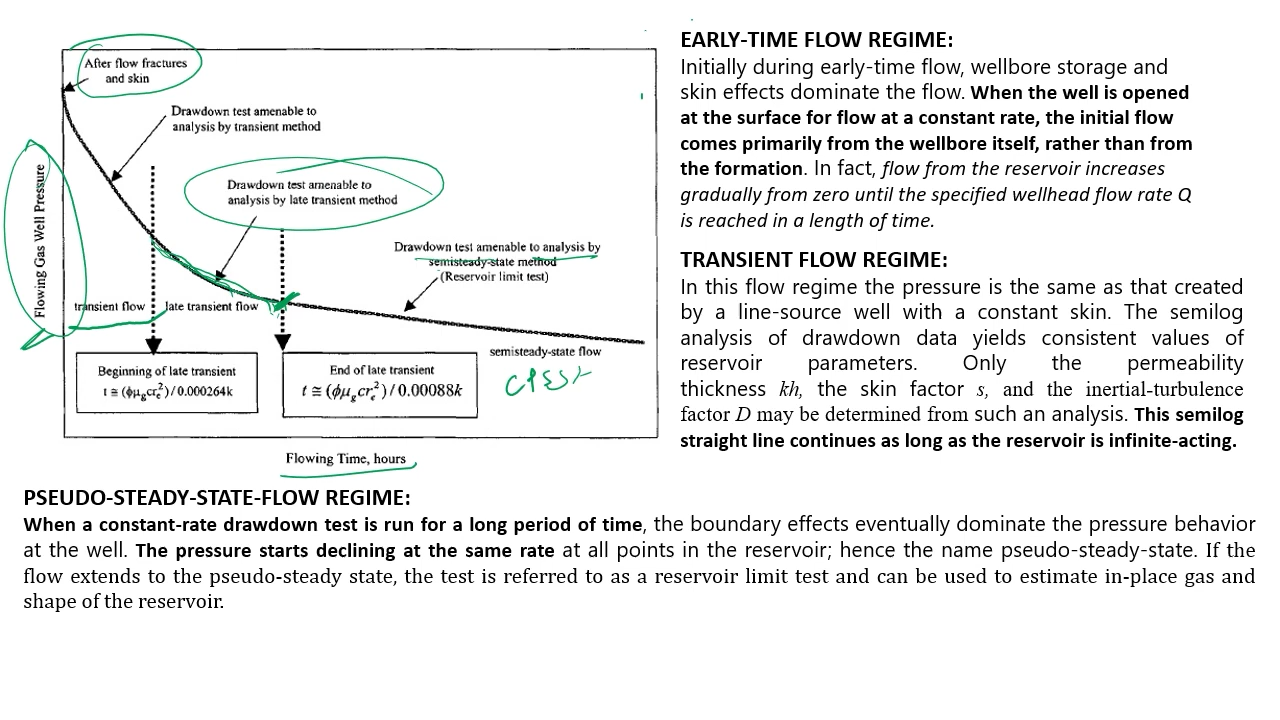 After flow fractures
and skin
Drawdown test amenable to
analysis by transient method
Drawdown test amenable to
analysis by late transient method
Drawdown test amenable to analysis by
semisteady-state method
(Reservoir limit test)
Flowing Gas Well Pressure
transient flow
late transient flow
semisteady-state flow
Beginning of late transient
t ≅ (ϕμ_g c r_e²)/0.000264k
End of late transient
t ≅ (ϕμ_g c r_e²)/0.00088k
Flowing Time, hours
EARLY-TIME FLOW REGIME:
Initially during early-time flow, wellbore storage and
skin effects dominate the flow. When the well is opened
at the surface for flow at a constant rate, the initial flow
comes primarily from the wellbore itself, rather than from
the formation. In fact, flow from the reservoir increases
gradually from zero until the specified wellhead flow rate Q
is reached in a length of time.
TRANSIENT FLOW REGIME:
In this flow regime the pressure is the same as that created
by a line-source well with a constant skin. The semilog
analysis of drawdown data yields consistent values of
reservoir parameters. Only the permeability
thickness kh, the skin factor s, and the inertial-turbulence
factor D may be determined from such an analysis. This semilog
straight line continues as long as the reservoir is infinite-acting.
PSEUDO-STEADY-STATE-FLOW REGIME:
When a constant-rate drawdown test is run for a long period of time, the boundary effects eventually dominate the pressure behavior
at the well. The pressure starts declining at the same rate at all points in the reservoir; hence the name pseudo-steady-state. If the
flow extends to the pseudo-steady state, the test is referred to as a reservoir limit test and can be used to estimate in-place gas and
shape of the reservoir.